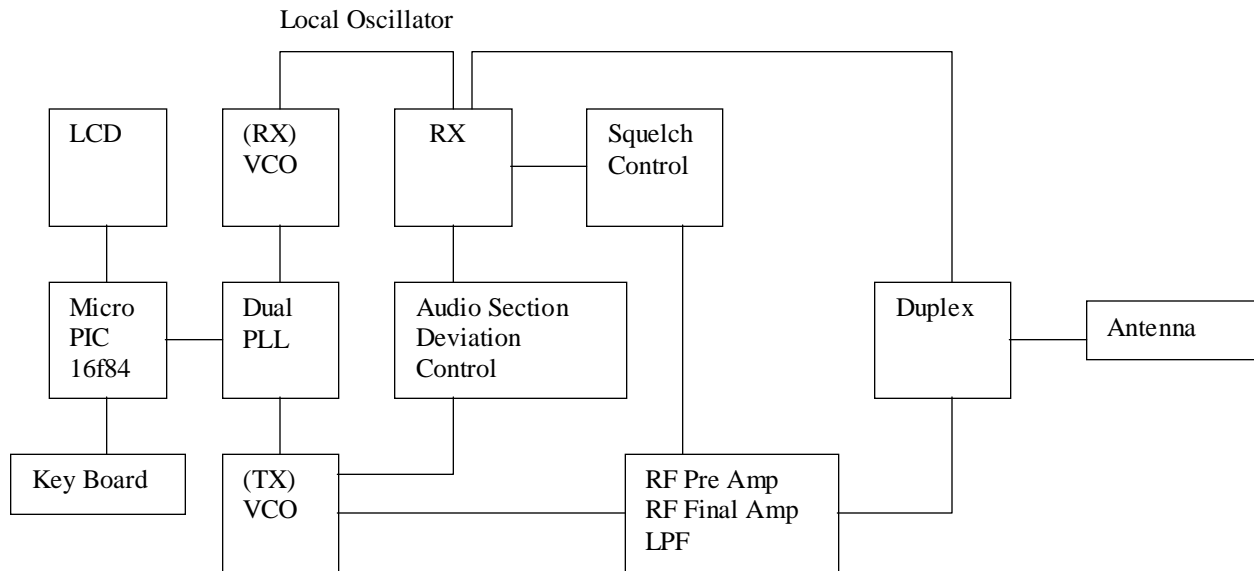 Local Oscillator
LCD
(RX)
VCO
RX
Squelch
Control
Micro
PIC
16f84
Dual
PLL
Audio Section
Deviation
Control
Duplex
Antenna
Key Board
(TX)
VCO
RF Pre Amp
RF Final Amp
LPF